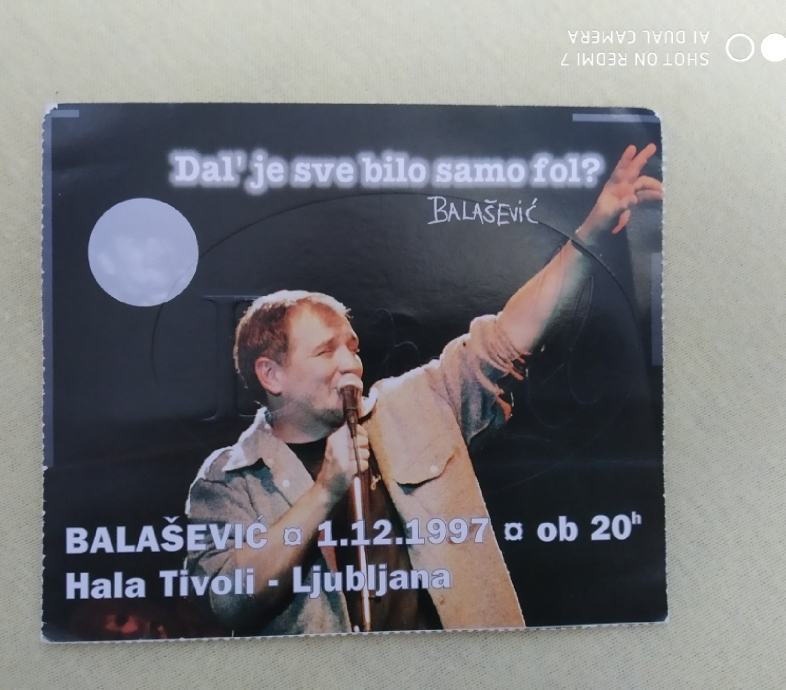 SHOT ON REDMI 7
AI DUAL CAMERA
Dal' je sve bilo samo fol?
BALAŠEVIĆ
BALAŠEVIĆ ¤ 1.12.1997 ¤ ob 20h
Hala Tivoli - Ljubljana